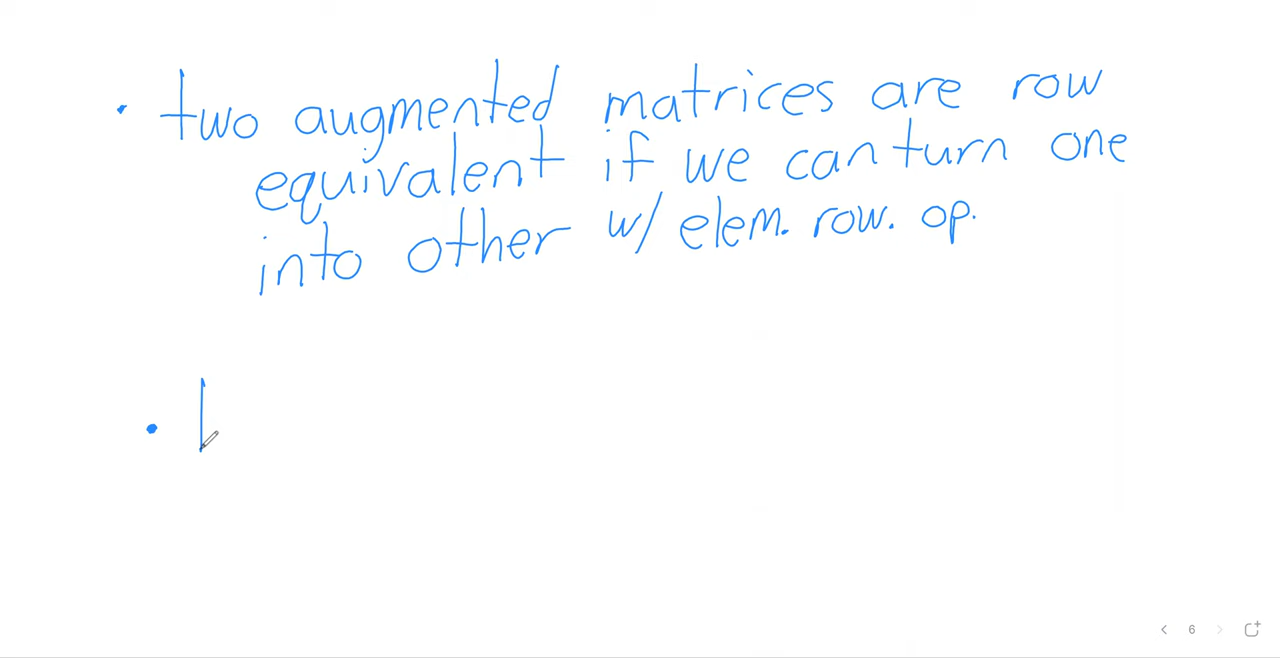 • two augmented matrices are row
equivalent if we can turn one
into other w/ elem. row. op.
•
6